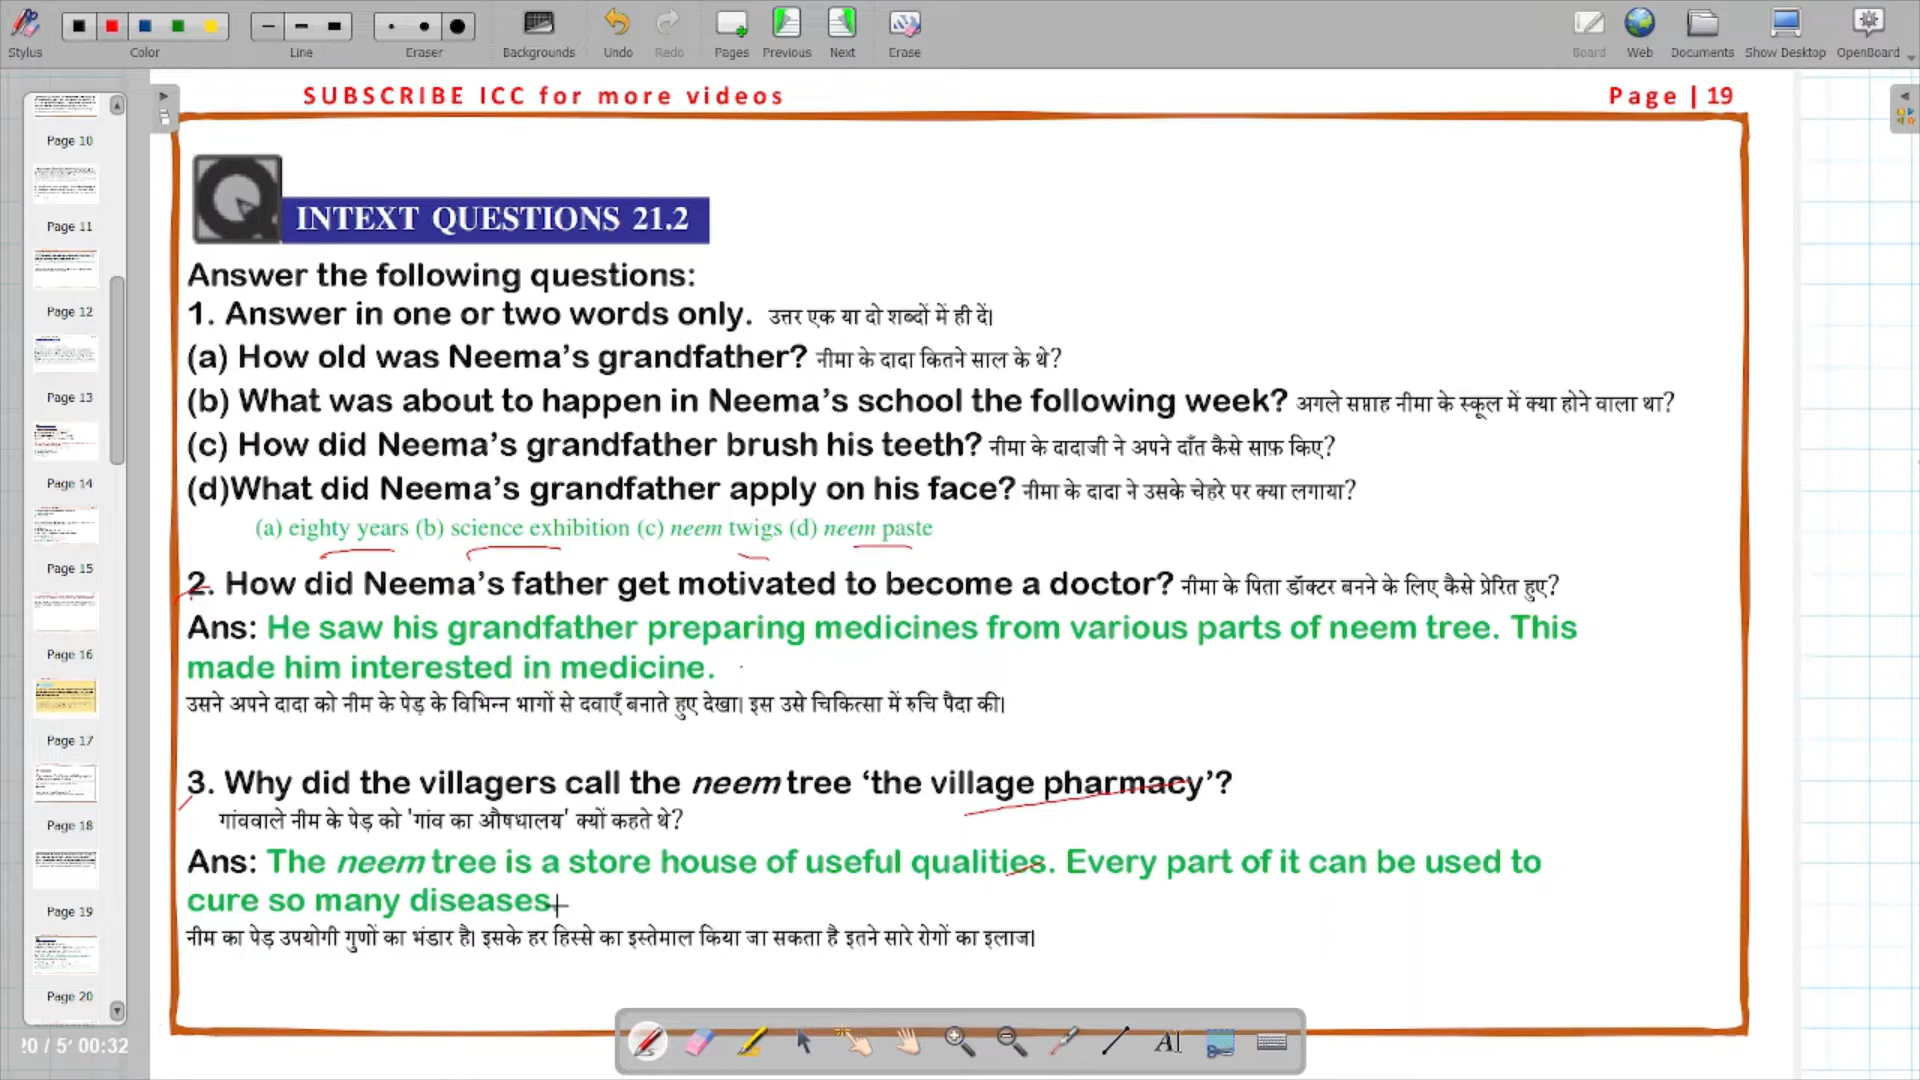 Stylus
Color
Line
Eraser
Backgrounds
Undo
Redo
Pages
Previous
Next
Erase
Board
Web
Documents
Show Desktop
OpenBoard
SUBSCRIBE ICC for more videos
Page | 19
Page 10
Page 11
Page 12
Page 13
Page 14
Page 15
Page 16
Page 17
Page 18
Page 19
Page 20
00:32
INTEXT QUESTIONS 21.2
Answer the following questions:
1. Answer in one or two words only. उत्तर एक या दो शब्दों में ही दें।
(a) How old was Neema’s grandfather? नीमा के दादा कितने साल के थे?
(b) What was about to happen in Neema’s school the following week? अगले सप्ताह नीमा के स्कूल में क्या होने वाला था?
(c) How did Neema’s grandfather brush his teeth? नीमा के दादाजी ने अपने दाँत कैसे साफ़ किए?
(d)What did Neema’s grandfather apply on his face? नीमा के दादा ने उसके चेहरे पर क्या लगाया?
(a) eighty years (b) science exhibition (c) neem twigs (d) neem paste
2. How did Neema’s father get motivated to become a doctor? नीमा के पिता डॉक्टर बनने के लिए कैसे प्रेरित हुए?
Ans: He saw his grandfather preparing medicines from various parts of neem tree. This
made him interested in medicine.
उसने अपने दादा को नीम के पेड़ के विभिन्न भागों से दवाएँ बनाते हुए देखा। इस उसे चिकित्सा में रुचि पैदा की।
3. Why did the villagers call the neem tree ‘the village pharmacy’?
गांववाले नीम के पेड़ को 'गांव का औषधालय' क्यों कहते थे?
Ans: The neem tree is a store house of useful qualities. Every part of it can be used to
cure so many diseases
नीम का पेड़ उपयोगी गुणों का भंडार है। इसके हर हिस्से का इस्तेमाल किया जा सकता है इतने सारे रोगों का इलाज।